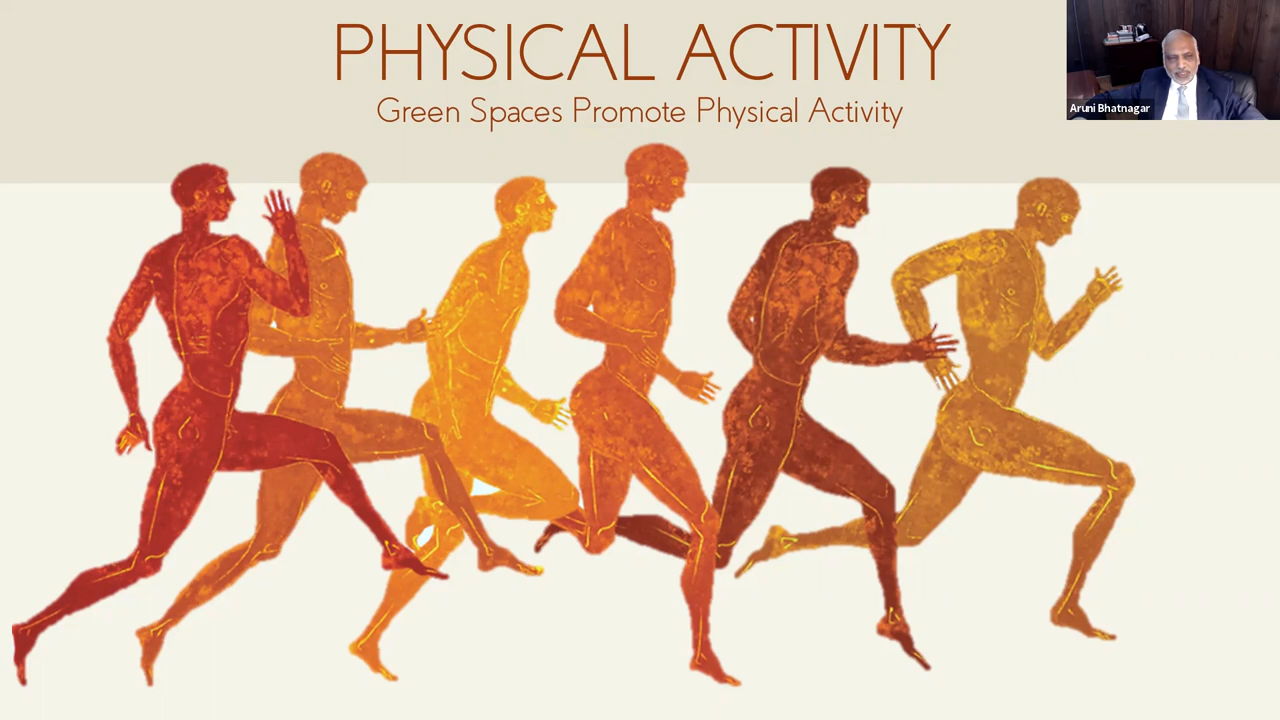 PHYSICAL ACTIVITY
Green Spaces Promote Physical Activity
Aruni Bhatnagar